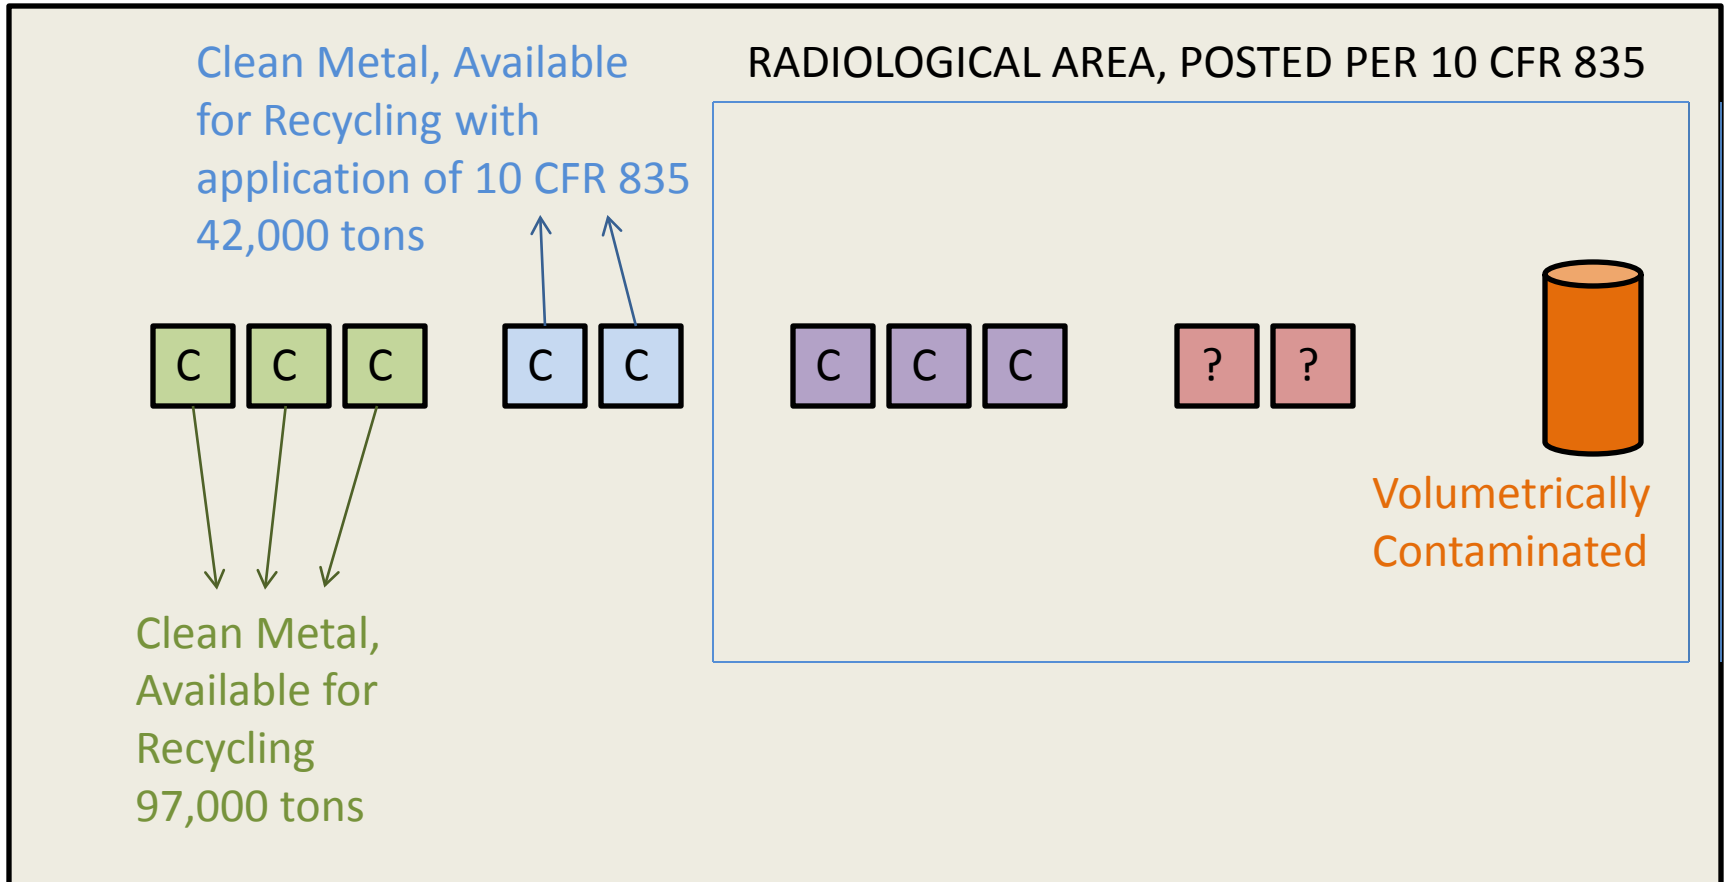 Clean Metal, Available
for Recycling with
application of 10 CFR 835
42,000 tons
RADIOLOGICAL AREA, POSTED PER 10 CFR 835
C C C C C C C C ? ?
Volumetrically
Contaminated
Clean Metal,
Available for
Recycling
97,000 tons